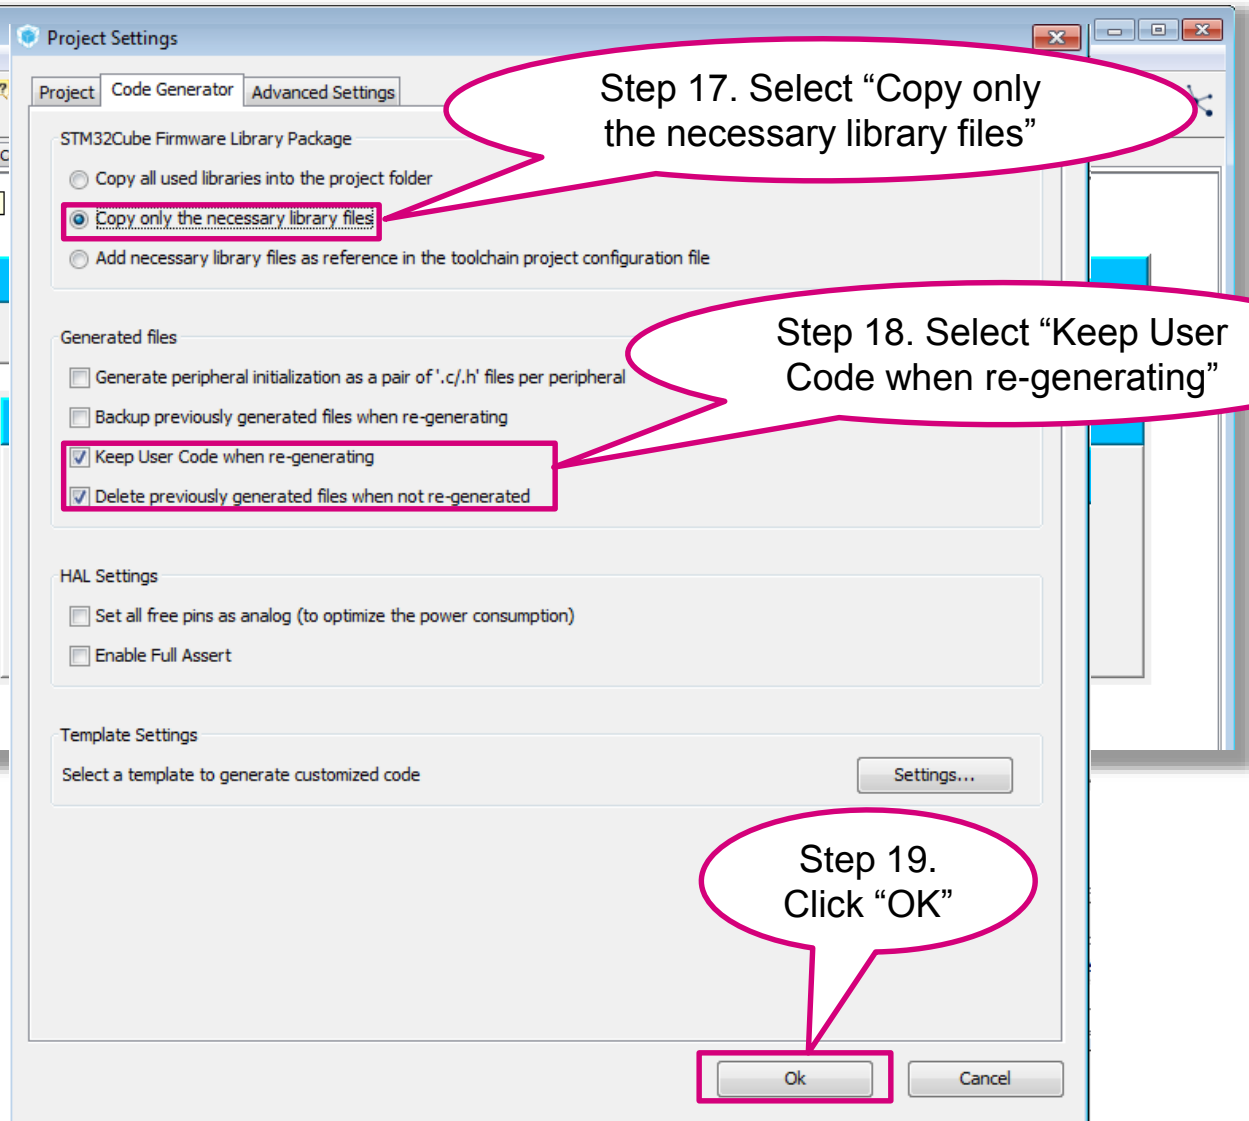 Project Settings
Project
Code Generator
Advanced Settings
Step 17. Select “Copy only
the necessary library files”
STM32Cube Firmware Library Package
Copy all used libraries into the project folder
Copy only the necessary library files
Add necessary library files as reference in the toolchain project configuration file
Generated files
Step 18. Select “Keep User
Code when re-generating”
Generate peripheral initialization as a pair of '.c/.h' files per peripheral
Backup previously generated files when re-generating
Keep User Code when re-generating
Delete previously generated files when not re-generated
HAL Settings
Set all free pins as analog (to optimize the power consumption)
Enable Full Assert
Template Settings
Select a template to generate customized code
Settings...
Step 19.
Click “OK”
Ok
Cancel